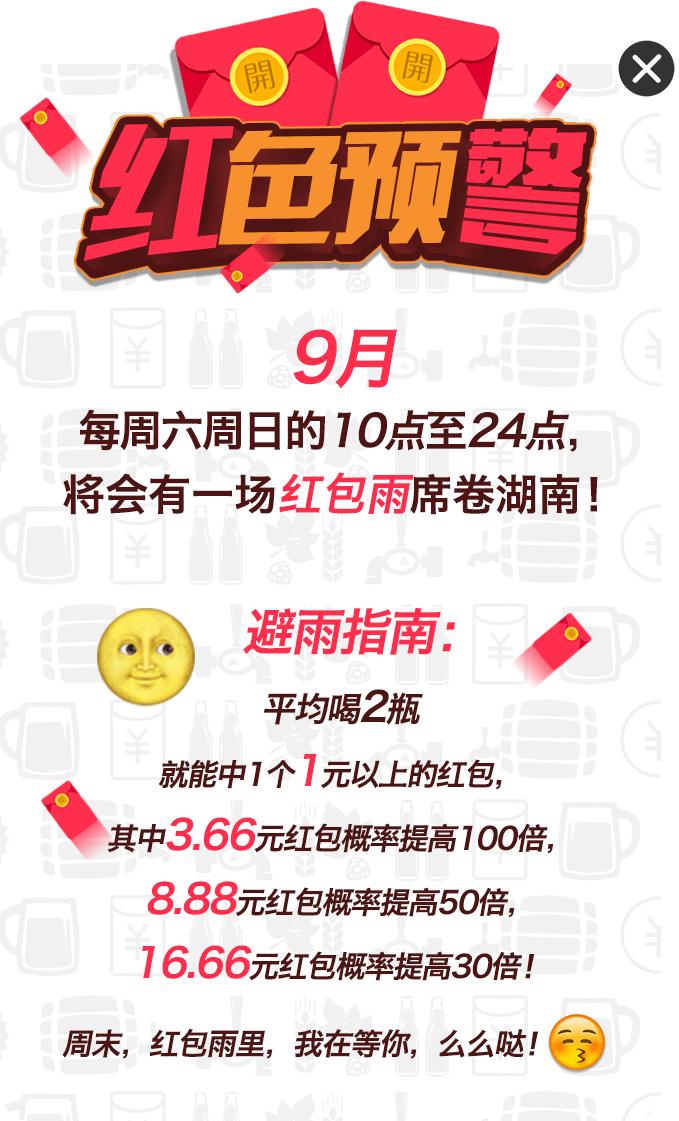 開 開
红色预警
9月
每周六周日的10点至24点，
将会有一场红包雨席卷湖南！
避雨指南：
平均喝2瓶
就能中1个1元以上的红包，
其中3.66元红包概率提高100倍，
8.88元红包概率提高50倍，
16.66元红包概率提高30倍！
周末，红包雨里，我在等你，么么哒！